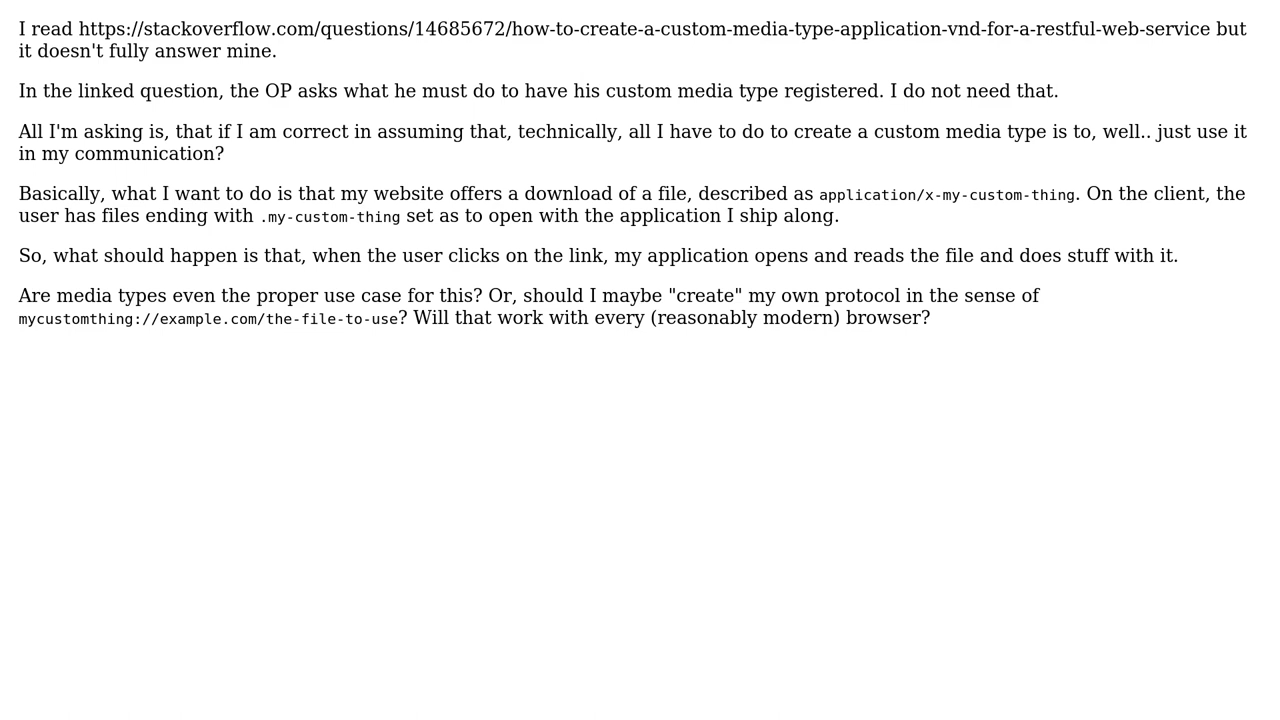 I read https://stackoverflow.com/questions/14685672/how-to-create-a-custom-media-type-application-vnd-for-a-restful-web-service but
it doesn't fully answer mine.
In the linked question, the OP asks what he must do to have his custom media type registered. I do not need that.
All I'm asking is, that if I am correct in assuming that, technically, all I have to do to create a custom media type is to, well.. just use it
in my communication?
Basically, what I want to do is that my website offers a download of a file, described as application/x-my-custom-thing. On the client, the
user has files ending with .my-custom-thing set as to open with the application I ship along.
So, what should happen is that, when the user clicks on the link, my application opens and reads the file and does stuff with it.
Are media types even the proper use case for this? Or, should I maybe "create" my own protocol in the sense of
mycustomthing://example.com/the-file-to-use? Will that work with every (reasonably modern) browser?